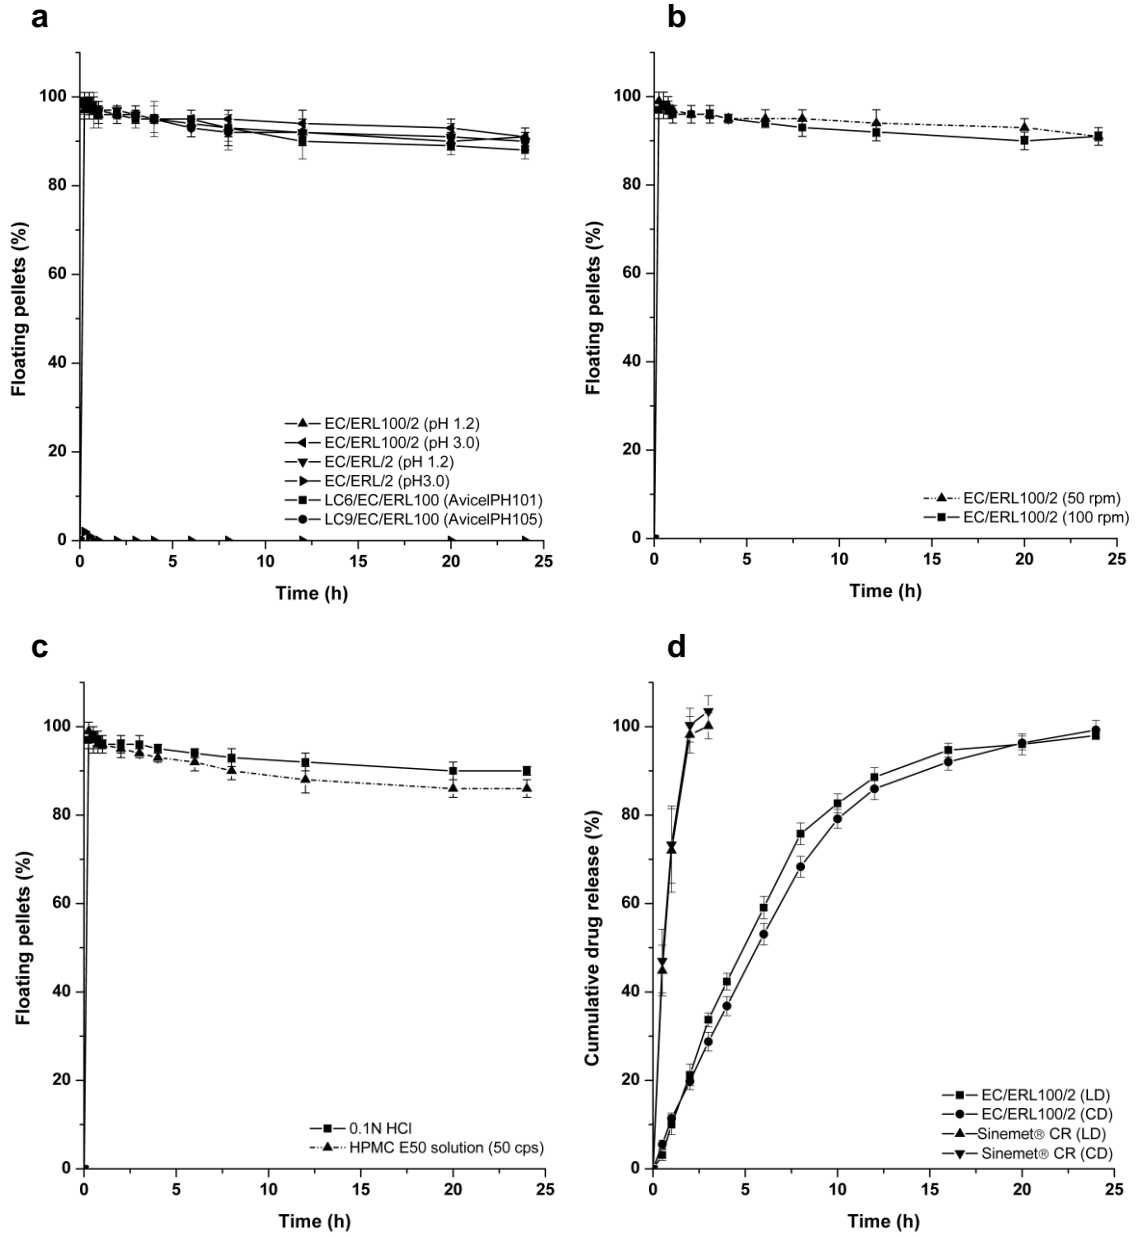 a
Floating pellets (%)
100
80
60
40
20
0
0 5 10 15 20 25
Time (h)
EC/ERL100/2 (pH 1.2)
EC/ERL100/2 (pH 3.0)
EC/ERL/2 (pH 1.2)
EC/ERL/2 (pH3.0)
LC6/EC/ERL100 (AvicelPH101)
LC9/EC/ERL100 (AvicelPH105)
b
Floating pellets (%)
100
80
60
40
20
0
0 5 10 15 20 25
Time (h)
EC/ERL100/2 (50 rpm)
EC/ERL100/2 (100 rpm)
c
Floating pellets (%)
100
80
60
40
20
0
0 5 10 15 20 25
Time (h)
0.1N HCl
HPMC E50 solution (50 cps)
d
Cumulative drug release (%)
100
80
60
40
20
0
0 5 10 15 20 25
Time (h)
EC/ERL100/2 (LD)
EC/ERL100/2 (CD)
Sinemet® CR (LD)
Sinemet® CR (CD)